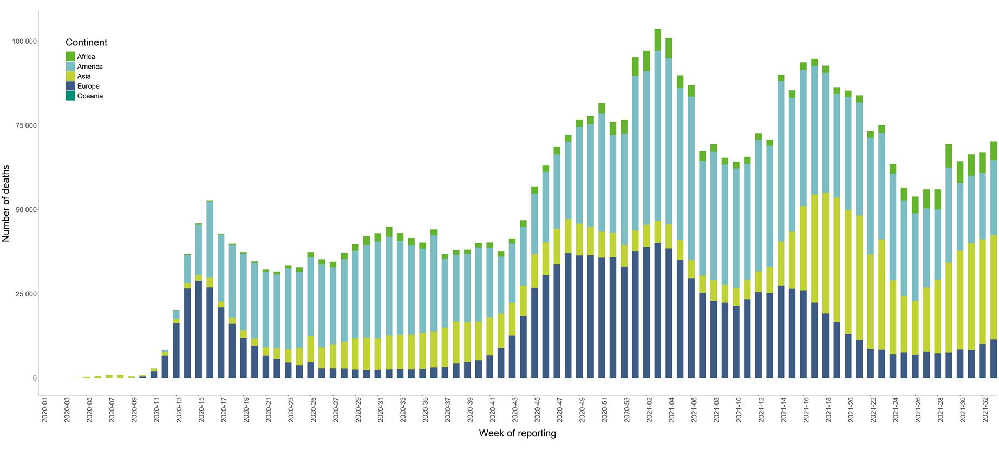 Continent
Africa
America
Asia
Europe
Oceania
Number of deaths
100 000
75 000
50 000
25 000
0
2020-01 2020-03 2020-05 2020-07 2020-09 2020-11 2020-13 2020-15 2020-17 2020-19 2020-21 2020-23 2020-25 2020-27 2020-29 2020-31 2020-33 2020-35 2020-37 2020-39 2020-41 2020-43 2020-45 2020-47 2020-49 2020-51 2020-53 2021-02 2021-04 2021-06 2021-08 2021-10 2021-12 2021-14 2021-16 2021-18 2021-20 2021-22 2021-24 2021-26 2021-28 2021-30 2021-32
Week of reporting